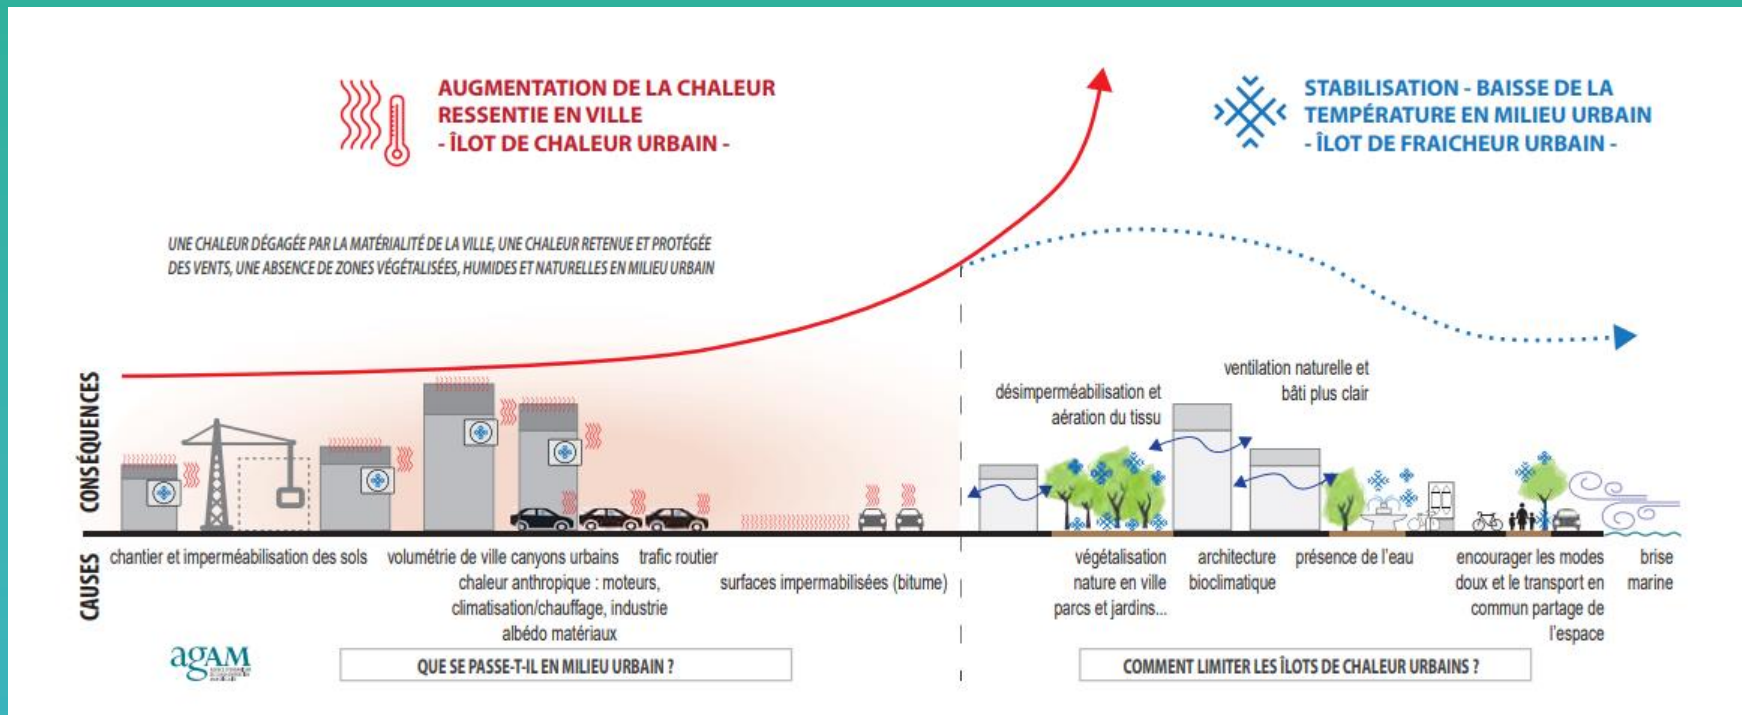 AUGMENTATION DE LA CHALEUR
RESSENTIE EN VILLE
- ÎLOT DE CHALEUR URBAIN -
STABILISATION - BAISSE DE LA
TEMPÉRATURE EN MILIEU URBAIN
- ÎLOT DE FRAICHEUR URBAIN -
UNE CHALEUR DÉGAGÉE PAR LA MATÉRIALITÉ DE LA VILLE, UNE CHALEUR RETENUE ET PROTÉGÉE
DES VENTS, UNE ABSENCE DE ZONES VÉGÉTALISÉES, HUMIDES ET NATURELLES EN MILIEU URBAIN
CONSÉQUENCES
désimperméabilisation et
aération du tissu
ventilation naturelle et
bâti plus clair
CAUSES
chantier et imperméabilisation des sols
volumétrie de ville canyons urbains
trafic routier
chaleur anthropique : moteurs,
climatisation/chauffage, industrie
albédo matériaux
surfaces impermabilisées (bitume)
végétalisation
nature en ville
parcs et jardins...
architecture
bioclimatique
présence de l'eau
encourager les modes
doux et le transport en
commun partage de
l'espace
brise
marine
agAM
QUE SE PASSE-T-IL EN MILIEU URBAIN ?
COMMENT LIMITER LES ÎLOTS DE CHALEUR URBAINS ?